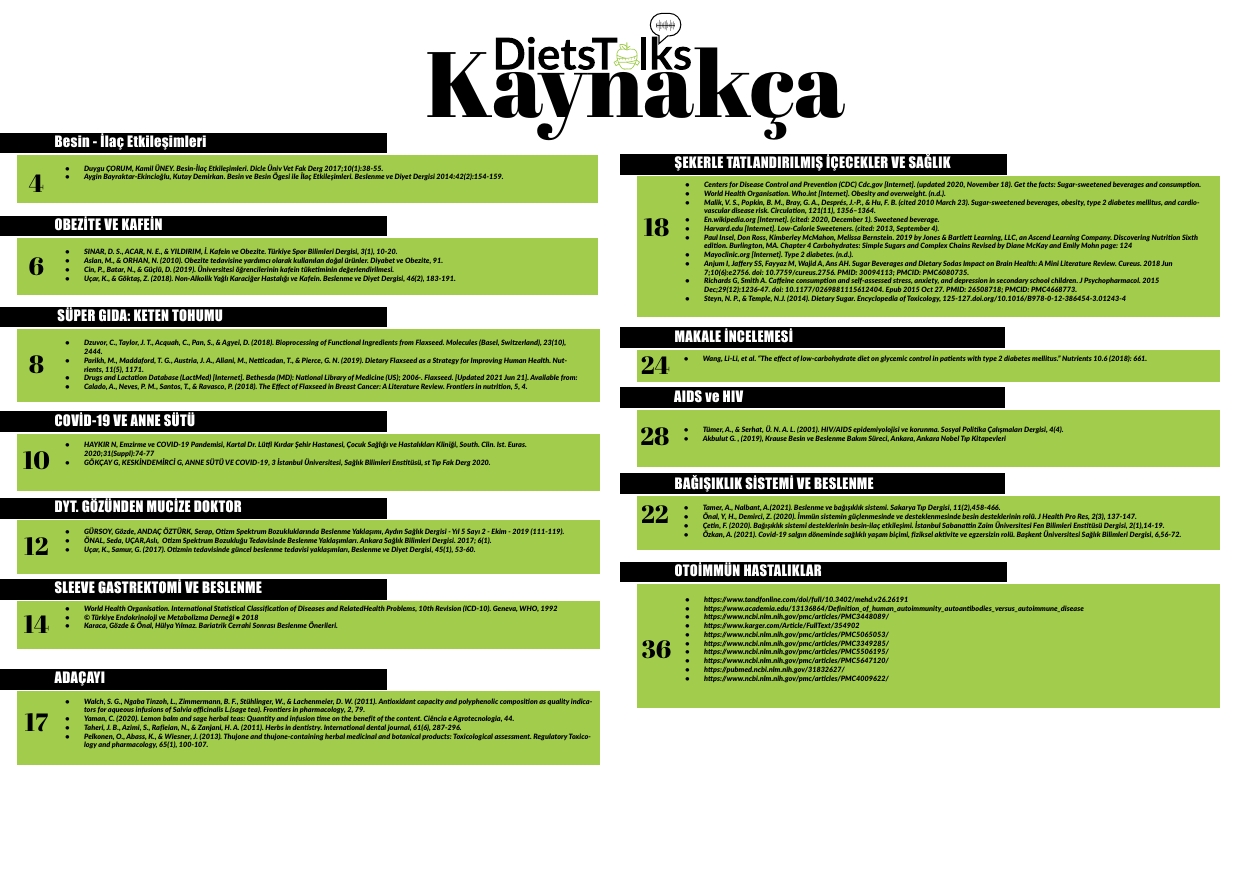 DietsTalks
Kaynakça
Besin - İlaç Etkileşimleri
4
• Duygu ÇORUM, Kamil ÜNEY. Besin-İlaç Etkileşimleri. Dicle Üniv Vet Fak Derg 2017;10(1):38-55.
• Aygin Bayraktar-Ekincioğlu, Kutay Demirkan. Besin ve Besin Ögesi ile İlaç Etkileşimleri. Beslenme ve Diyet Dergisi 2014:42(2):154-159.
OBEZİTE VE KAFEİN
6
• SINAR, D. S., ACAR, N. E., & YILDIRIM, İ. Kafein ve Obezite. Türkiye Spor Bilimleri Dergisi, 3(1), 10-20.
• Aslan, M., & ORHAN, N. (2010). Obezite tedavisine yardımcı olarak kullanılan doğal ürünler. Diyabet ve Obezite, 91.
• Cin, P., Batar, N., & Güçlü, D. (2019). Üniversitesi öğrencilerinin kafein tüketiminin değerlendirilmesi.
• Uçar, K., & Göktaş, Z. (2018). Non-Alkolik Yağlı Karaciğer Hastalığı ve Kafein. Beslenme ve Diyet Dergisi, 46(2), 183-191.
SÜPER GIDA: KETEN TOHUMU
8
• Dzuvor, C., Taylor, J. T., Acquah, C., Pan, S., & Agyei, D. (2018). Bioprocessing of Functional Ingredients from Flaxseed. Molecules (Basel, Switzerland), 23(10),
2444.
• Parikh, M., Maddaford, T. G., Austria, J. A., Aliani, M., Netticadan, T., & Pierce, G. N. (2019). Dietary Flaxseed as a Strategy for Improving Human Health. Nut-
rients, 11(5), 1171.
• Drugs and Lactation Database (LactMed) [Internet]. Bethesda (MD): National Library of Medicine (US); 2006-. Flaxseed. [Updated 2021 Jun 21]. Available from:
• Calado, A., Neves, P. M., Santos, T., & Ravasco, P. (2018). The Effect of Flaxseed in Breast Cancer: A Literature Review. Frontiers in nutrition, 5, 4.
COVİD-19 VE ANNE SÜTÜ
10
• HAYKIR N, Emzirme ve COVID-19 Pandemisi, Kartal Dr. Lütfi Kırdar Şehir Hastanesi, Çocuk Sağlığı ve Hastalıkları Kliniği, South. Clin. Ist. Euras.
2020;31(Suppl):74-77
• GÖKÇAY G, KESKİNDEMİRCİ G, ANNE SÜTÜ VE COVID-19, 3 İstanbul Üniversitesi, Sağlık Bilimleri Enstitüsü, st Tıp Fak Derg 2020.
DYT. GÖZÜNDEN MUCİZE DOKTOR
12
• GÜRSOY, Gözde, ANDAÇ ÖZTÜRK, Serap, Otizm Spektrum Bozukluklarında Beslenme Yaklaşımı, Aydın Sağlık Dergisi - Yıl 5 Sayı 2 - Ekim - 2019 (111-119).
• ÖNAL, Seda, UÇAR,Aslı, Otizm Spektrum Bozukluğu Tedavisinde Beslenme Yaklaşımları. Ankara Sağlık Bilimleri Dergisi. 2017; 6(1).
• Uçar, K., Samur, G. (2017). Otizmin tedavisinde güncel beslenme tedavisi yaklaşımları, Beslenme ve Diyet Dergisi, 45(1), 53-60.
SLEEVE GASTREKTOMİ VE BESLENME
14
• World Health Organisation. International Statistical Classification of Diseases and RelatedHealth Problems, 10th Revision (ICD-10). Geneva, WHO, 1992
• © Türkiye Endokrinoloji ve Metabolizma Derneği • 2018
• Karaca, Gözde & Önal, Hülya Yılmaz. Bariatrik Cerrahi Sonrası Beslenme Önerileri.
ADAÇAYI
17
• Walch, S. G., Ngaba Tinzoh, L., Zimmermann, B. F., Stühlinger, W., & Lachenmeier, D. W. (2011). Antioxidant capacity and polyphenolic composition as quality indica-
tors for aqueous infusions of Salvia officinalis L.(sage tea). Frontiers in pharmacology, 2, 79.
• Yaman, C. (2020). Lemon balm and sage herbal teas: Quantity and infusion time on the benefit of the content. Ciência e Agrotecnologia, 44.
• Taheri, J. B., Azimi, S., Rafieian, N., & Zanjani, H. A. (2011). Herbs in dentistry. International dental journal, 61(6), 287-296.
• Pelkonen, O., Abass, K., & Wiesner, J. (2013). Thujone and thujone-containing herbal medicinal and botanical products: Toxicological assessment. Regulatory Toxico-
logy and pharmacology, 65(1), 100-107.
ŞEKERLE TATLANDIRILMIŞ İÇECEKLER VE SAĞLIK
18
• Centers for Disease Control and Prevention (CDC) Cdc.gov [Internet]. (updated 2020, November 18). Get the facts: Sugar-sweetened beverages and consumption.
• World Health Organization. Who.int [Internet]. Obesity and overweight. (n.d.).
• Malik, V. S., Popkin, B. M., Bray, G. A., Després, J.-P., & Hu, F. B. (cited 2010 March 23). Sugar-sweetened beverages, obesity, type 2 diabetes mellitus, and cardio-
vascular disease risk. Circulation, 121(11), 1356–1364.
• En.wikipedia.org [Internet]. (cited: 2020, December 1). Sweetened beverage.
• Harvard.edu [Internet]. Low-Calorie Sweeteners. (cited: 2013, September 4).
• Paul Insel, Don Ross, Kimberley McMahon, Melissa Bernstein. 2019 by Jones & Bartlett Learning, LLC, an Ascend Learning Company. Discovering Nutrition Sixth
edition. Burlington, MA. Chapter 4 Carbohydrates: Simple Sugars and Complex Chains Revised by Diane McKay and Emily Mohn page: 124
• Mayoclinic.org [Internet]. Type 2 diabetes. (n.d.).
• Anjum I, Jaffery SS, Fayyaz M, Wajid A, Ans AH. Sugar Beverages and Dietary Sodas Impact on Brain Health: A Mini Literature Review. Cureus. 2018 Jun
7;10(6):e2756. doi: 10.7759/cureus.2756. PMID: 30094113; PMCID: PMC6080735.
• Richards G, Smith A. Caffeine consumption and self-assessed stress, anxiety, and depression in secondary school children. J Psychopharmacol. 2015
Dec;29(12):1236-47. doi: 10.1177/0269881115612404. Epub 2015 Oct 27. PMID: 26508718; PMCID: PMC4668773.
• Steyn, N. P., & Temple, N.J. (2014). Dietary Sugar. Encyclopedia of Toxicology, 125-127.doi.org/10.1016/B978-0-12-386454-3.01243-4
MAKALE İNCELEMESİ
24
• Wang, Li-Li, et al. "The effect of low-carbohydrate diet on glycemic control in patients with type 2 diabetes mellitus." Nutrients 10.6 (2018): 661.
AIDS ve HIV
28
• Tümer, A., & Serhat, Ü. N. A. L. (2001). HIV/AIDS epidemiyolojisi ve korunma. Sosyal Politika Çalışmaları Dergisi, 4(4).
• Akbulut G. , (2019), Krause Besin ve Beslenme Bakım Süreci, Ankara, Ankara Nobel Tıp Kitapevleri
BAĞIŞIKLIK SİSTEMİ VE BESLENME
22
• Tamer, A., Nalbant, A.(2021). Beslenme ve bağışıklık sistemi. Sakarya Tıp Dergisi, 11(2),458-466.
• Önal, Y, H., Demirci, Z. (2020). İmmün sistemin güçlenmesinde ve desteklenmesinde besin desteklerinin rolü. J Health Pro Res, 2(3), 137-147.
• Çetin, F. (2020). Bağışıklık sistemi desteklerinin besin-ilaç etkileşimi. İstanbul Sabanattin Zaim Üniversitesi Fen Bilimleri Enstitüsü Dergisi, 2(1),14-19.
• Özkan, A. (2021). Covid-19 salgın döneminde sağlıklı yaşam biçimi, fiziksel aktivite ve egzersizin rolü. Başkent Üniversitesi Sağlık Bilimleri Dergisi, 6,56-72.
OTOİMMÜN HASTALIKLAR
36
• https://www.tandfonline.com/doi/full/10.3402/mehd.v26.26191
• https://www.academia.edu/13136864/Definition_of_human_autoimmunity_autoantibodies_versus_autoimmune_disease
• https://www.ncbi.nlm.nih.gov/pmc/articles/PMC3448089/
• https://www.karger.com/Article/FullText/354902
• https://www.ncbi.nlm.nih.gov/pmc/articles/PMC5065053/
• https://www.ncbi.nlm.nih.gov/pmc/articles/PMC3349285/
• https://www.ncbi.nlm.nih.gov/pmc/articles/PMC5506195/
• https://www.ncbi.nlm.nih.gov/pmc/articles/PMC5647120/
• https://pubmed.ncbi.nlm.nih.gov/31832627/
• https://www.ncbi.nlm.nih.gov/pmc/articles/PMC4009622/